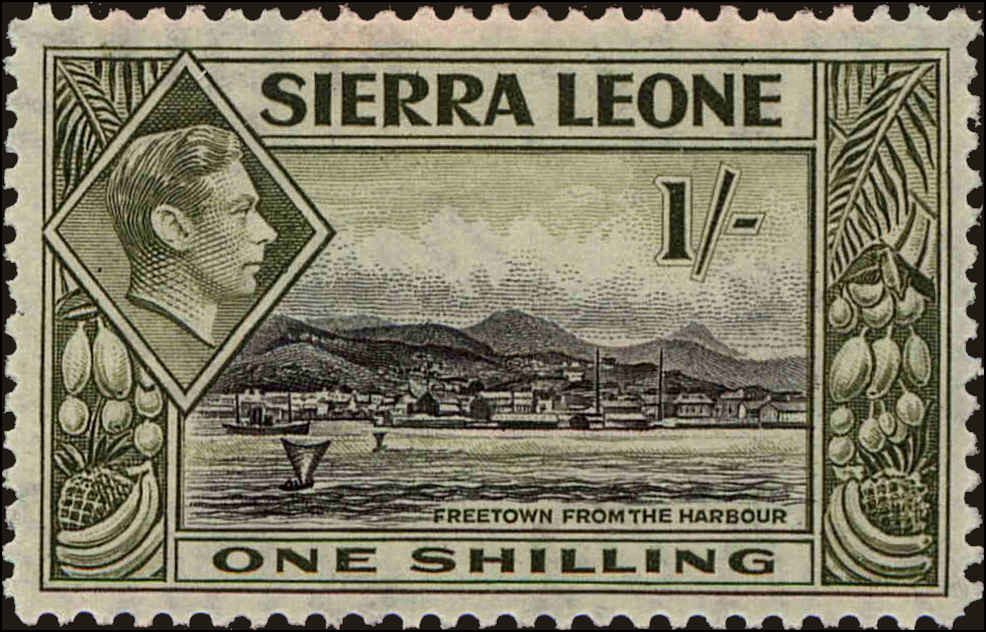 SIERRA LEONE
1/-
FREETOWN FROM THE HARBOUR
ONE SHILLING